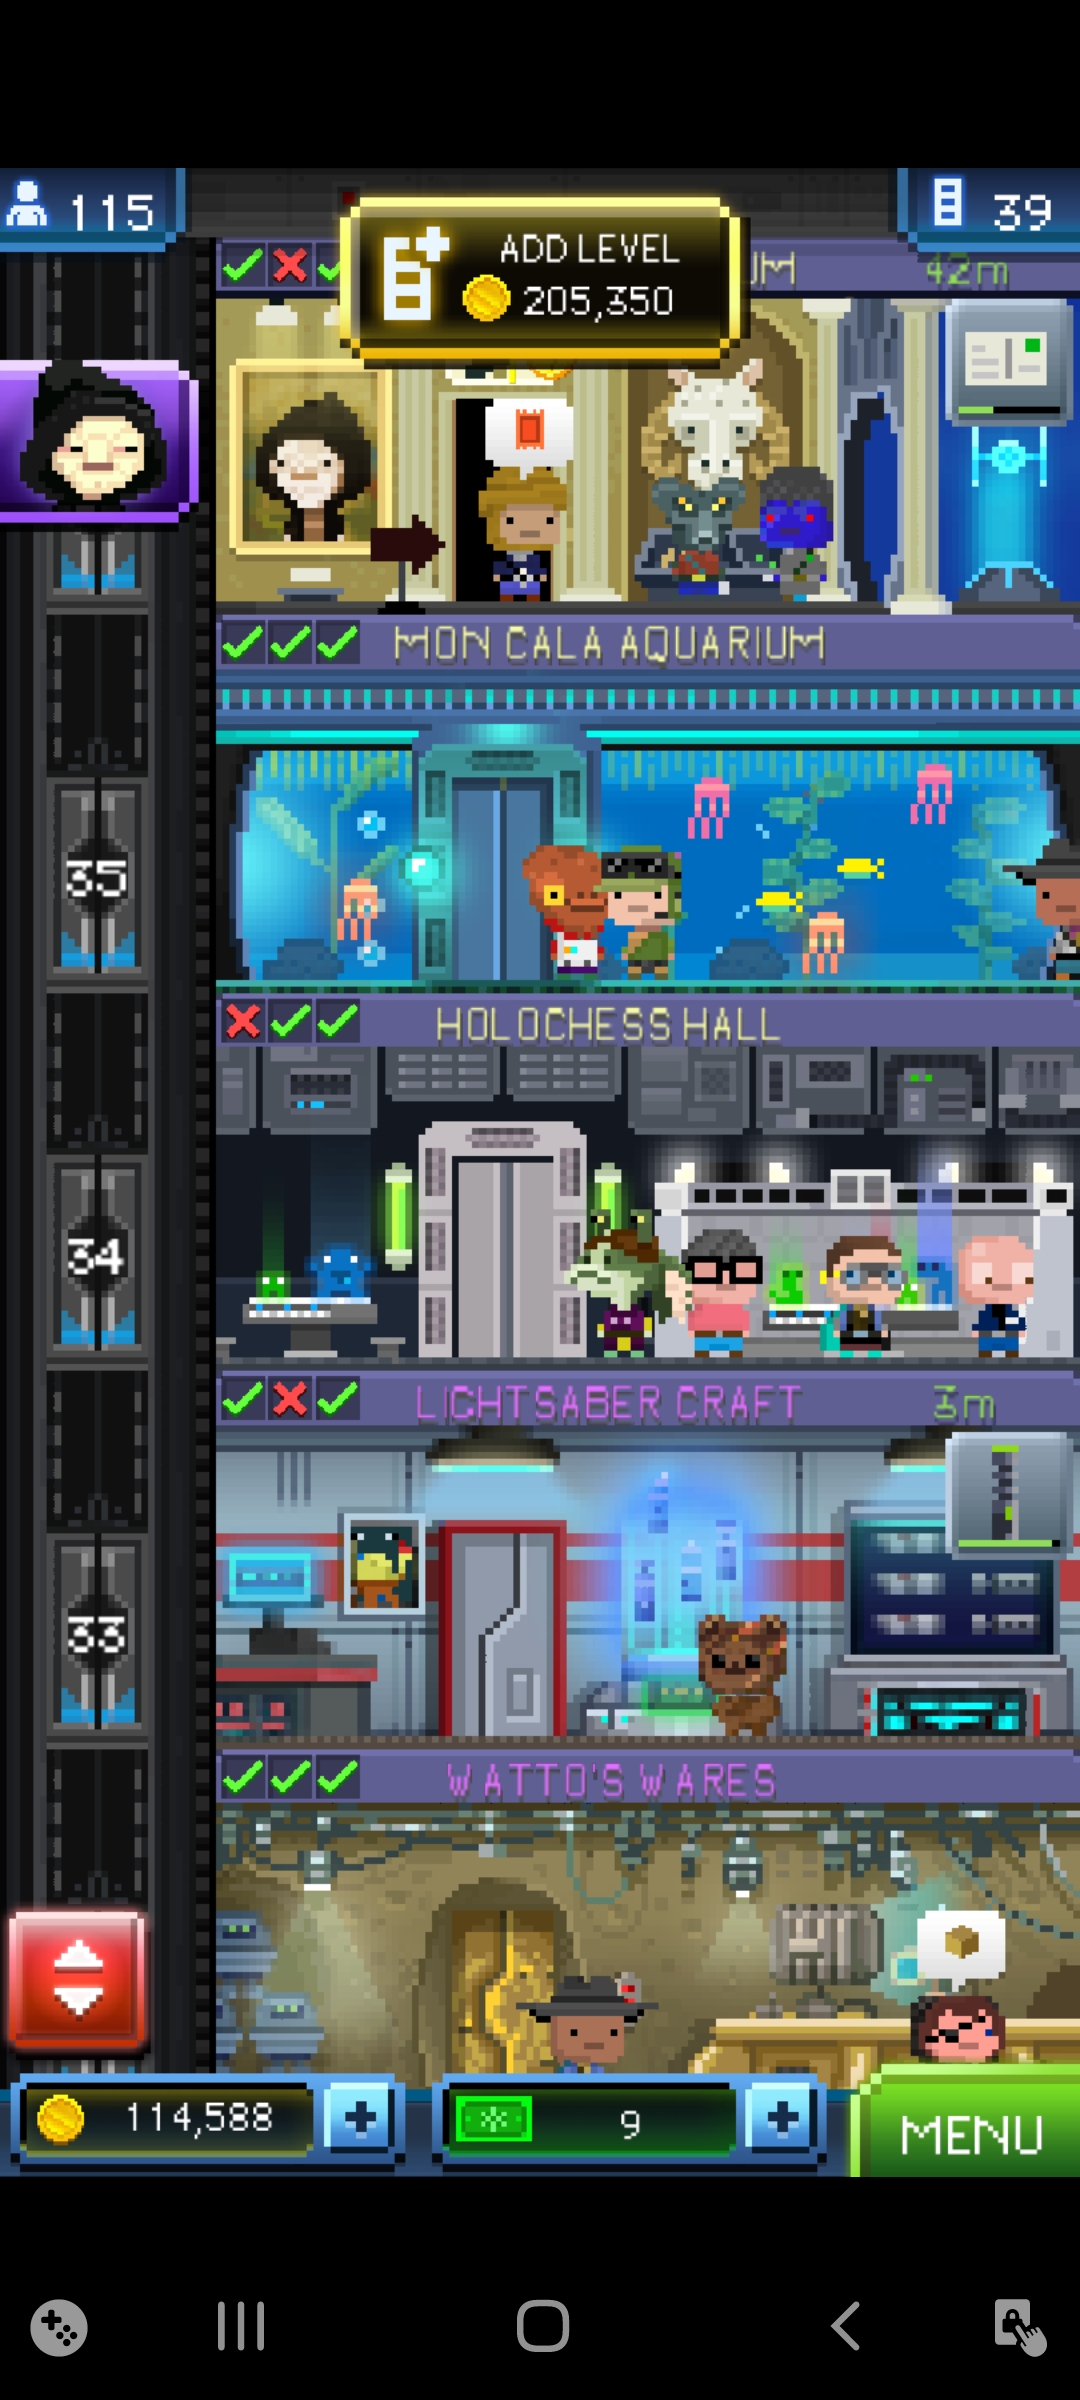 115
39
ADD LEVEL
205,350
UM
42m
MON CALA AQUARIUM
35
HOLOCHESS HALL
34
LIGHTSABER CRAFT
3m
33
WATTO'S WARES
114,588
9
MENU